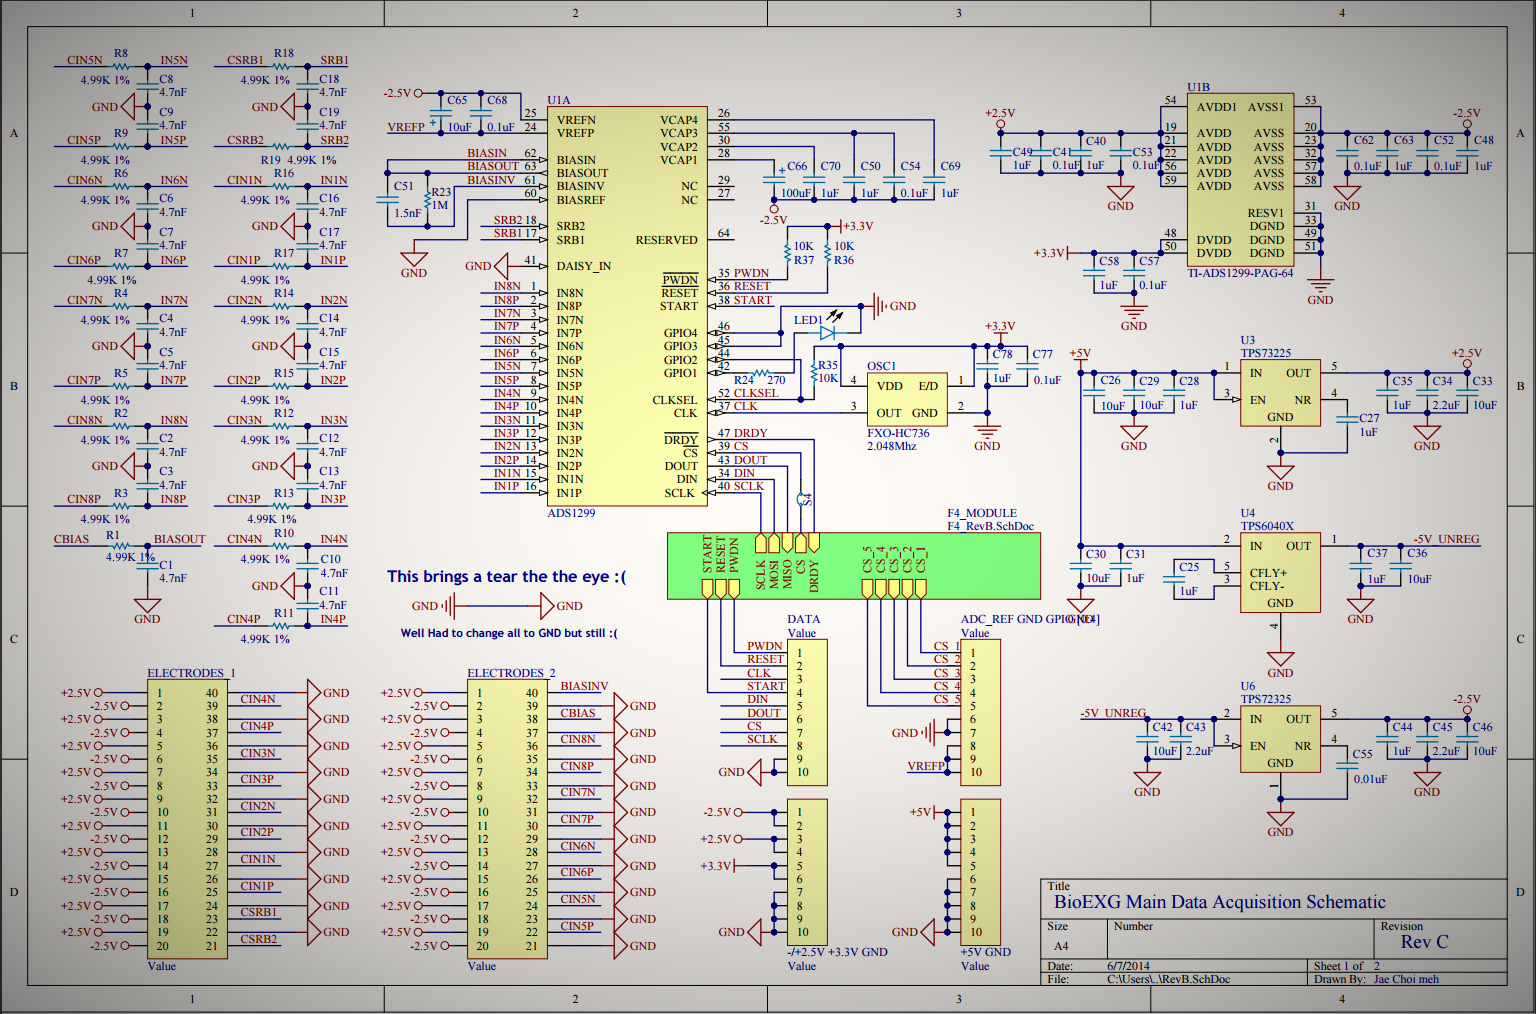 1 2 3 4
A
B
C
D
CIN5N R8 IN5N
4.99K 1% C8 4.7nF
GND
C9 4.7nF
CIN5P R9 IN5P
4.99K 1%
CIN6N R6 IN6N
4.99K 1% C6 4.7nF
GND
C7 4.7nF
CIN6P R7 IN6P
4.99K 1%
CIN7N R4 IN7N
4.99K 1% C4 4.7nF
GND
C5 4.7nF
CIN7P R5 IN7P
4.99K 1%
CIN8N R2 IN8N
4.99K 1% C2 4.7nF
GND
C3 4.7nF
CIN8P R3 IN8P
4.99K 1%
CBIAS R1 BIASOUT
4.99K 1%
C1 4.7nF
GND
CSRB1 R18 SRB1
4.99K 1% C18 4.7nF
GND
C19 4.7nF
CSRB2 SRB2
R19 4.99K 1%
CIN1N R16 IN1N
4.99K 1% C16 4.7nF
GND
C17 4.7nF
CIN1P R17 IN1P
4.99K 1%
CIN2N R14 IN2N
4.99K 1% C14 4.7nF
GND
C15 4.7nF
CIN2P R15 IN2P
4.99K 1%
CIN3N R12 IN3N
4.99K 1% C12 4.7nF
GND
C13 4.7nF
CIN3P R13 IN3P
4.99K 1%
CIN4N R10 IN4N
4.99K 1% C10 4.7nF
GND
C11 4.7nF
CIN4P R11 IN4P
4.99K 1%
-2.5V
C65 10uF
C68 0.1uF
VREFP
BIASIN
BIASOUT
BIASINV
C51 1.5nF
R23 1M
GND
SRB2
SRB1
GND
U1A
25 VREFN
24 VREFP
62 BIASIN
63 BIASOUT
61 BIASINV
60 BIASREF
18 SRB2
17 SRB1
41 DAISY_IN
IN8N 1 IN8N
IN8P 2 IN8P
IN7N 3 IN7N
IN7P 4 IN7P
IN6N 5 IN6N
IN6P 6 IN6P
IN5N 7 IN5N
IN5P 8 IN5P
IN4N 9 IN4N
IN4P 10 IN4P
IN3N 11 IN3N
IN3P 12 IN3P
IN2N 13 IN2N
IN2P 14 IN2P
IN1N 15 IN1N
IN1P 16 IN1P
VCAP4 26
VCAP3 55
VCAP2 30
VCAP1 28
NC 29
NC 27
RESERVED 64
PWDN 35 PWDN
RESET 36 RESET
START 38 START
GPIO4 46
GPIO3 45
GPIO2 44
GPIO1 42
CLKSEL 52 CLKSEL
CLK 37 CLK
DRDY 47 DRDY
CS 39 CS
DOUT 43 DOUT
DIN 34 DIN
SCLK 40 SCLK
ADS1299
C66 100uF
C70 1uF
C50 1uF
C54 0.1uF
C69 1uF
-2.5V
+3.3V
10K R37
10K R36
LED1
GND
R24 270
R35 10K
S4
+3.3V
C78 1uF
C77 0.1uF
OSC1
4 VDD E/D 1
3 OUT GND 2
FXO-HC736
2.048Mhz
GND
U1B
54 AVDD1 AVSS1 53
19 AVDD AVSS 20
21 AVDD AVSS 23
22 AVDD AVSS 32
56 AVDD AVSS 57
59 AVDD AVSS 58
RESV1 31
DGND 33
48 DVDD DGND 49
50 DVDD DGND 51
TI-ADS1299-PAG-64
GND
+2.5V
C49 1uF
C41 0.1uF
C40 1uF
C53 0.1uF
GND
-2.5V
C62 0.1uF
C63 1uF
C52 0.1uF
C48 1uF
GND
+3.3V
C58 1uF
C57 0.1uF
GND
U3
TPS73225
1 IN OUT 5
3 EN NR 4
GND
2
GND
+5V
C26 10uF
C29 10uF
C28 1uF
GND
+2.5V
C35 1uF
C34 2.2uF
C33 10uF
C27 1uF
GND
U4
TPS6040X
2 IN OUT 1
5 CFLY+
3 CFLY-
GND
4
GND
C30 10uF
C31 1uF
C25 1uF
GND
-5V_UNREG
C37 1uF
C36 10uF
GND
U6
TPS72325
2 IN OUT 5
3 EN NR 4
GND
1
GND
-5V_UNREG
C42 10uF
C43 2.2uF
GND
-2.5V
C44 1uF
C45 2.2uF
C46 10uF
C55 0.01uF
GND
This brings a tear the the eye :(
GND GND
Well Had to change all to GND but still :(
F4_MODULE
F4_RevB.SchDoc
START RESET PWDN SCLK MOSI MISO CS DRDY CS_5 CS_4 CS_3 CS_2 CS_1
DATA
Value
PWDN 1
RESET 2
CLK 3
START 4
DIN 5
DOUT 6
CS 7
SCLK 8
9
GND 10
ADC_REF GND GPIO[1:4]
Value
CS_1 1
CS_2 2
CS_3 3
CS_4 4
CS_5 5
6
GND 7
8
9
VREFP 10
-2.5V 1
2
+2.5V 3
4
+3.3V 5
6
7
8
9
GND 10
-/+2.5V +3.3V GND
Value
+5V 1
2
3
4
5
6
7
8
9
GND 10
+5V GND
Value
ELECTRODES_1
+2.5V 1 40 GND
-2.5V 2 39 CIN4N
+2.5V 3 38 GND
-2.5V 4 37 CIN4P
+2.5V 5 36 GND
-2.5V 6 35 CIN3N
+2.5V 7 34 GND
-2.5V 8 33 CIN3P
+2.5V 9 32 GND
-2.5V 10 31 CIN2N
+2.5V 11 30 GND
-2.5V 12 29 CIN2P
+2.5V 13 28 GND
-2.5V 14 27 CIN1N
+2.5V 15 26 GND
-2.5V 16 25 CIN1P
+2.5V 17 24 GND
-2.5V 18 23 CSRB1
+2.5V 19 22 GND
-2.5V 20 21 CSRB2
Value
ELECTRODES_2
+2.5V 1 40 BIASINV
-2.5V 2 39 GND
+2.5V 3 38 CBIAS
-2.5V 4 37 GND
+2.5V 5 36 CIN8N
-2.5V 6 35 GND
+2.5V 7 34 CIN8P
-2.5V 8 33 GND
+2.5V 9 32 CIN7N
-2.5V 10 31 GND
+2.5V 11 30 CIN7P
-2.5V 12 29 GND
+2.5V 13 28 CIN6N
-2.5V 14 27 GND
+2.5V 15 26 CIN6P
-2.5V 16 25 GND
+2.5V 17 24 CIN5N
-2.5V 18 23 GND
+2.5V 19 22 CIN5P
-2.5V 20 21 GND
Value
Title
BioEXG Main Data Acquisition Schematic
Size Number Revision
A4 Rev C
Date: 6/7/2014 Sheet 1 of 2
File: C:\Users\..\RevB.SchDoc Drawn By: Jae Choi meh
A
B
C
D
1 2 3 4